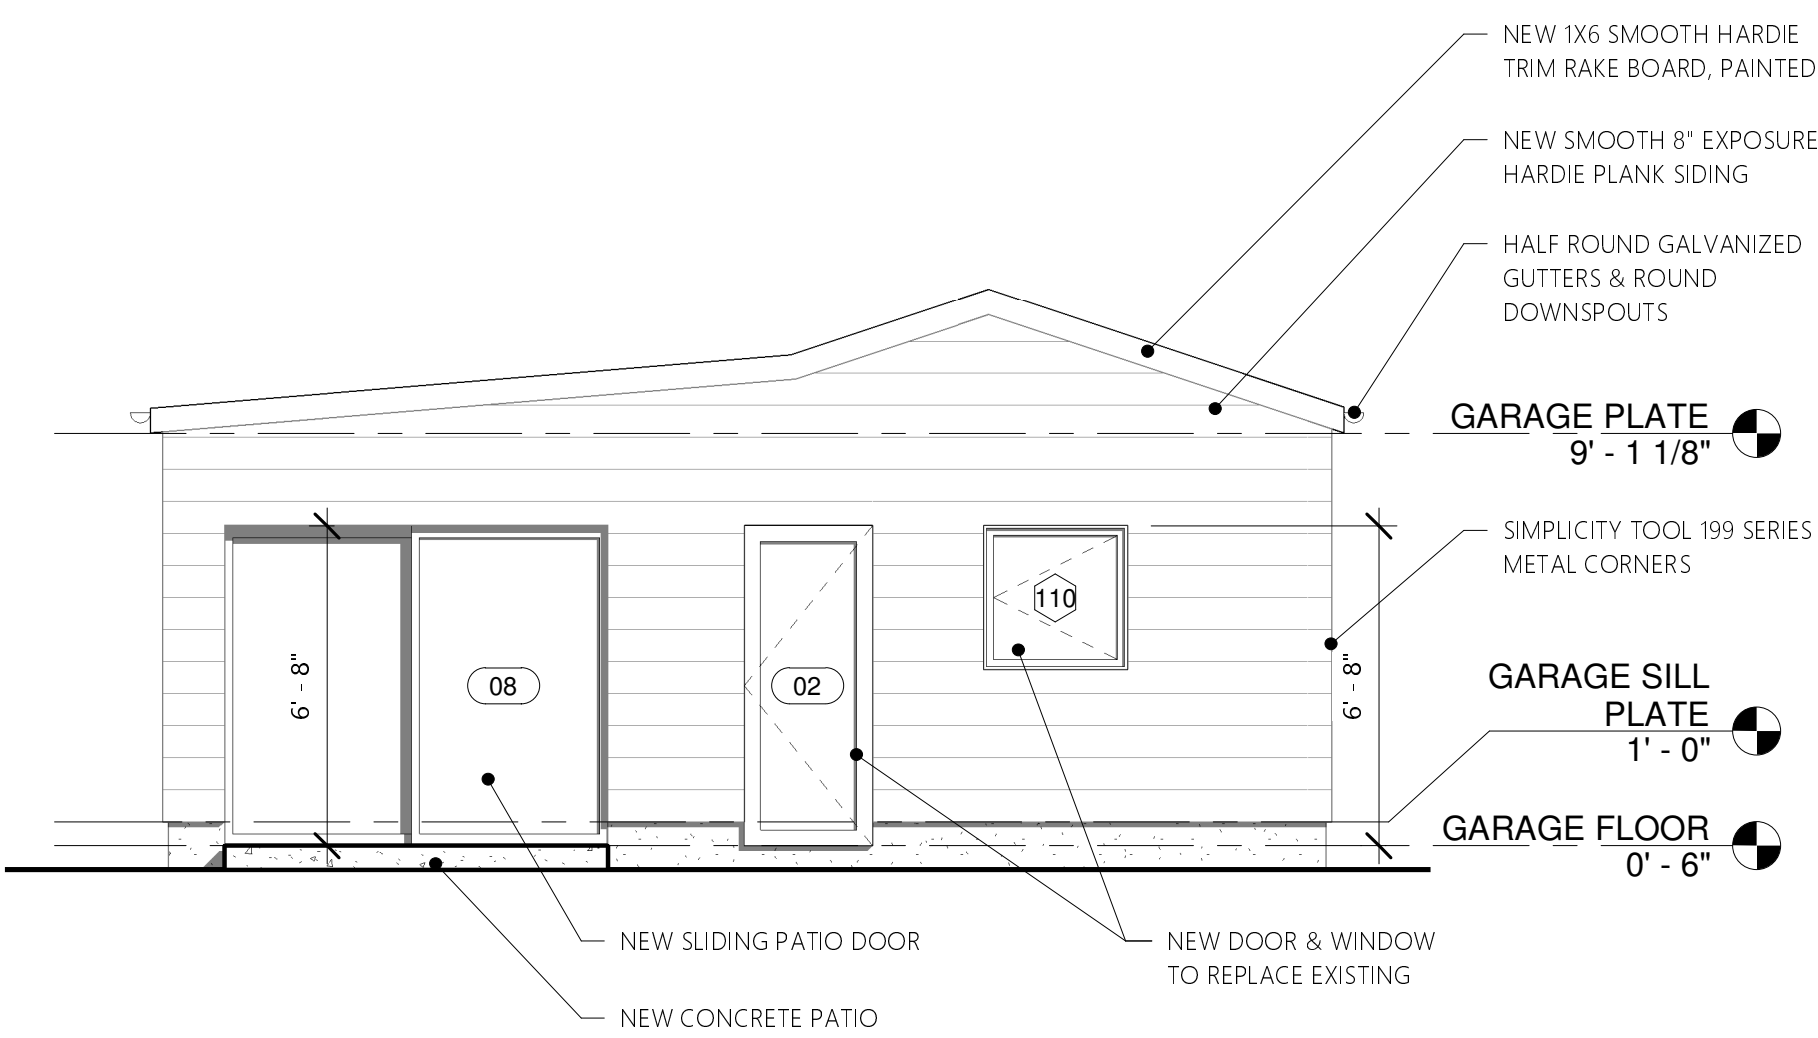 NEW 1X6 SMOOTH HARDIE
TRIM RAKE BOARD, PAINTED
NEW SMOOTH 8" EXPOSURE
HARDIE PLANK SIDING
HALF ROUND GALVANIZED
GUTTERS & ROUND
DOWNSPOUTS
GARAGE PLATE
9' - 1 1/8"
SIMPLICITY TOOL 199 SERIES
METAL CORNERS
110
6' - 8"
08
02
6' - 8"
GARAGE SILL
PLATE
1' - 0"
GARAGE FLOOR
0' - 6"
NEW SLIDING PATIO DOOR
NEW DOOR & WINDOW
TO REPLACE EXISTING
NEW CONCRETE PATIO